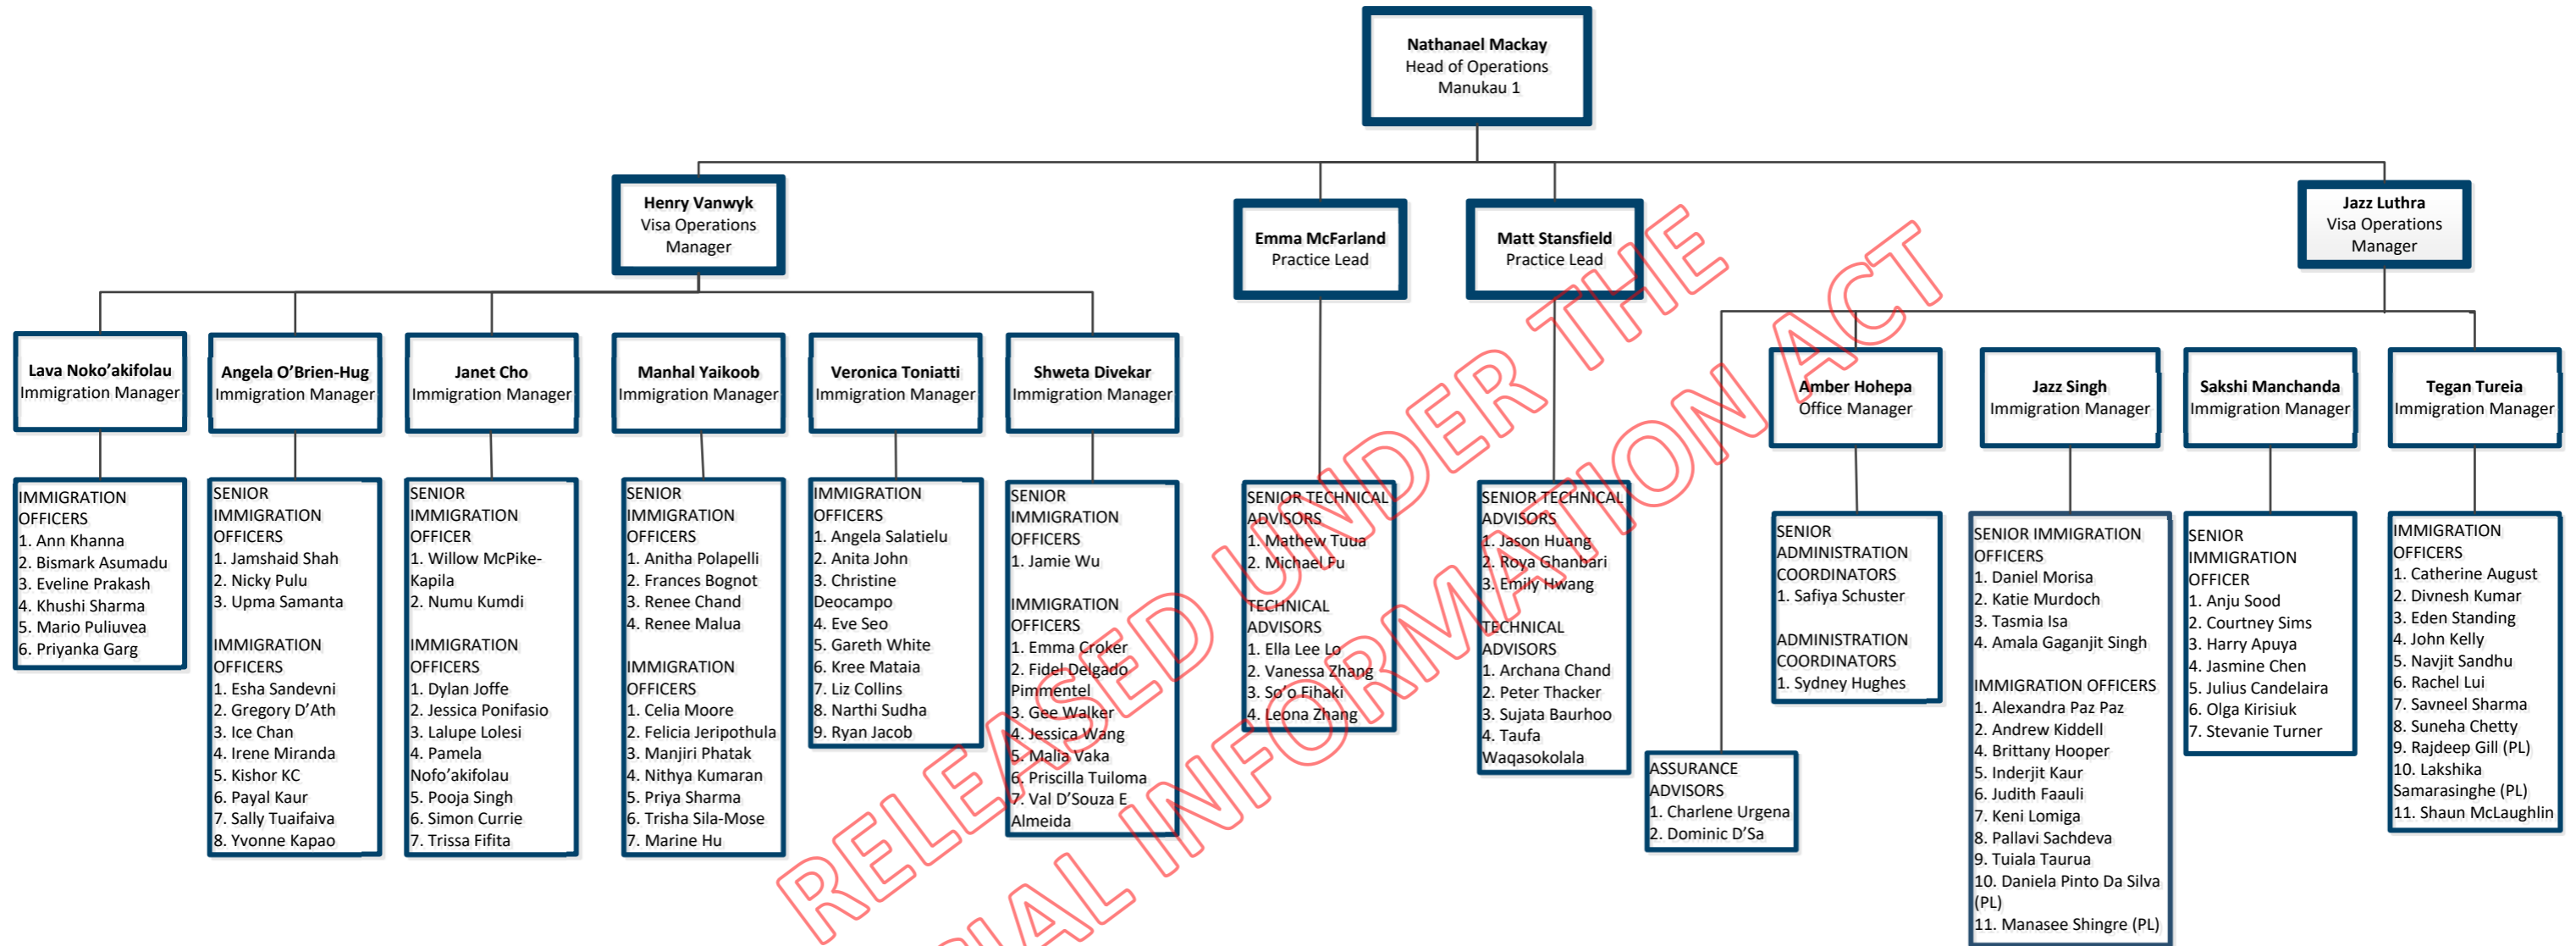 Nathanael Mackay
Head of Operations
Manukau 1
Henry Vanwyk
Visa Operations
Manager
Emma McFarland
Practice Lead
Matt Stansfield
Practice Lead
Jazz Luthra
Visa Operations
Manager
Lava Noko’akifolau
Immigration Manager
Angela O’Brien-Hug
Immigration Manager
Janet Cho
Immigration Manager
Manhal Yaikoob
Immigration Manager
Veronica Toniatti
Immigration Manager
Shweta Divekar
Immigration Manager
Amber Hohepa
Office Manager
Jazz Singh
Immigration Manager
Sakshi Manchanda
Immigration Manager
Tegan Tureia
Immigration Manager
IMMIGRATION
OFFICERS
1. Ann Khanna
2. Bismark Asumadu
3. Eveline Prakash
4. Khushi Sharma
5. Mario Puliuvea
6. Priyanka Garg
SENIOR
IMMIGRATION
OFFICERS
1. Jamshaid Shah
2. Nicky Pulu
3. Upma Samanta
IMMIGRATION
OFFICERS
1. Esha Sandevni
2. Gregory D’Ath
3. Ice Chan
4. Irene Miranda
5. Kishor KC
6. Payal Kaur
7. Sally Tuaifaiva
8. Yvonne Kapao
SENIOR
IMMIGRATION
OFFICER
1. Willow McPike-
Kapila
2. Numu Kumdi
IMMIGRATION
OFFICERS
1. Dylan Joffe
2. Jessica Ponifasio
3. Lalupe Lolesi
4. Pamela
Nofo’akifolau
5. Pooja Singh
6. Simon Currie
7. Trissa Fifita
SENIOR
IMMIGRATION
OFFICERS
1. Anitha Polapelli
2. Frances Bognot
3. Renee Chand
4. Renee Malua
IMMIGRATION
OFFICERS
1. Celia Moore
2. Felicia Jeripothula
3. Manjiri Phatak
4. Nithya Kumaran
5. Priya Sharma
6. Trisha Sila-Mose
7. Marine Hu
IMMIGRATION
OFFICERS
1. Angela Salatielu
2. Anita John
3. Christine
Deocampo
4. Eve Seo
5. Gareth White
6. Kree Mataia
7. Liz Collins
8. Narthi Sudha
9. Ryan Jacob
SENIOR
IMMIGRATION
OFFICERS
1. Jamie Wu
IMMIGRATION
OFFICERS
1. Emma Croker
2. Fidel Delgado
Pimmentel
3. Gee Walker
4. Jessica Wang
5. Malia Vaka
6. Priscilla Tuiloma
7. Val D’Souza E
Almeida
SENIOR TECHNICAL
ADVISORS
1. Mathew Tuua
2. Michael Fu
TECHNICAL
ADVISORS
1. Ella Lee Lo
2. Vanessa Zhang
3. So’o Fihaki
4. Leona Zhang
SENIOR TECHNICAL
ADVISORS
1. Jason Huang
2. Roya Ghanbari
3. Emily Hwang
TECHNICAL
ADVISORS
1. Archana Chand
2. Peter Thacker
3. Sujata Baurhoo
4. Taufa
Waqasokolala
ASSURANCE
ADVISORS
1. Charlene Urgena
2. Dominic D’Sa
SENIOR
ADMINISTRATION
COORDINATORS
1. Safiya Schuster
ADMINISTRATION
COORDINATORS
1. Sydney Hughes
SENIOR IMMIGRATION
OFFICERS
1. Daniel Morisa
2. Katie Murdoch
3. Tasmia Isa
4. Amala Gaganjit Singh
IMMIGRATION OFFICERS
1. Alexandra Paz Paz
2. Andrew Kiddell
4. Brittany Hooper
5. Inderjit Kaur
6. Judith Faauli
7. Keni Lomiga
8. Pallavi Sachdeva
9. Tuiala Taurua
10. Daniela Pinto Da Silva
(PL)
11. Manasee Shingre (PL)
SENIOR
IMMIGRATION
OFFICER
1. Anju Sood
2. Courtney Sims
3. Harry Apuya
4. Jasmine Chen
5. Julius Candelaira
6. Olga Kirisiuk
7. Stevanie Turner
IMMIGRATION
OFFICERS
1. Catherine August
2. Divnesh Kumar
3. Eden Standing
4. John Kelly
5. Navjit Sandhu
6. Rachel Lui
7. Savneel Sharma
8. Suneha Chetty
9. Rajdeep Gill (PL)
10. Lakshika
Samarasinghe (PL)
11. Shaun McLaughlin
RELEASED UNDER THE
INFORMATION ACT